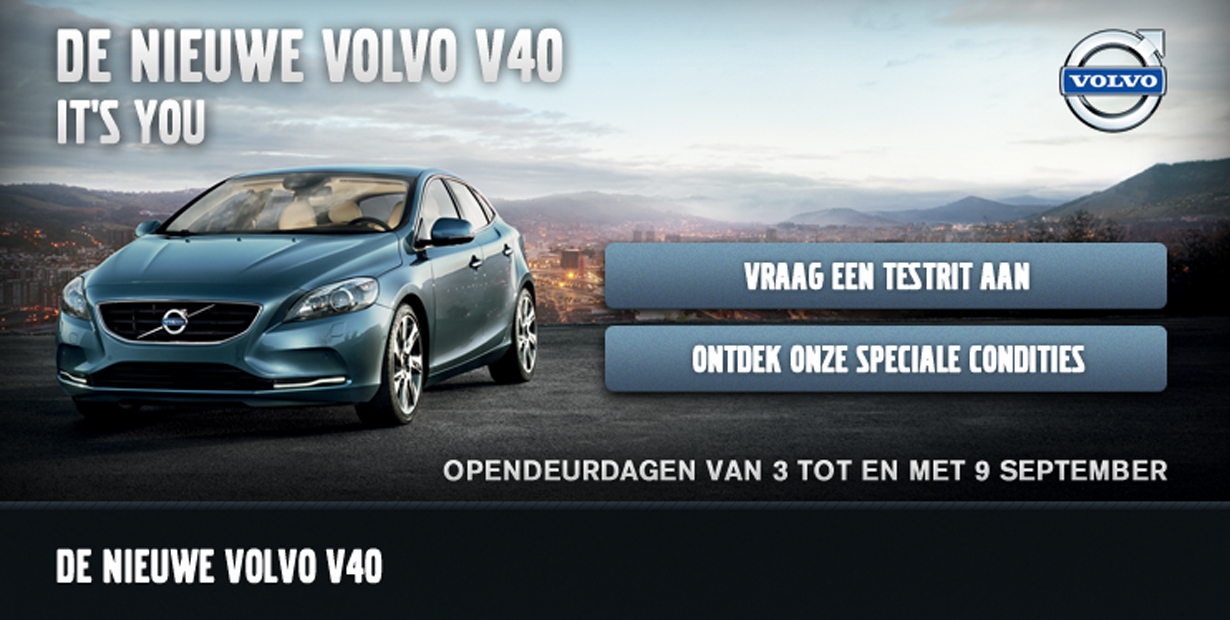 DE NIEUWE VOLVO V40
IT'S YOU
VOLVO
VRAAG EEN TESTRIT AAN
ONTDEK ONZE SPECIALE CONDITIES
OPENDEURDAGEN VAN 3 TOT EN MET 9 SEPTEMBER
DE NIEUWE VOLVO V40